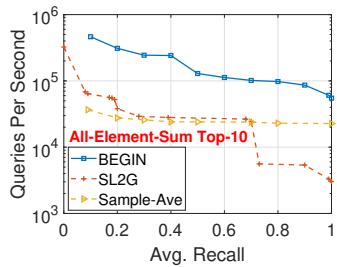 10^6
10^5
10^4
10^3
Queries Per Second
All-Element-Sum Top-10
BEGIN
SL2G
Sample-Ave
0 0.2 0.4 0.6 0.8 1
Avg. Recall